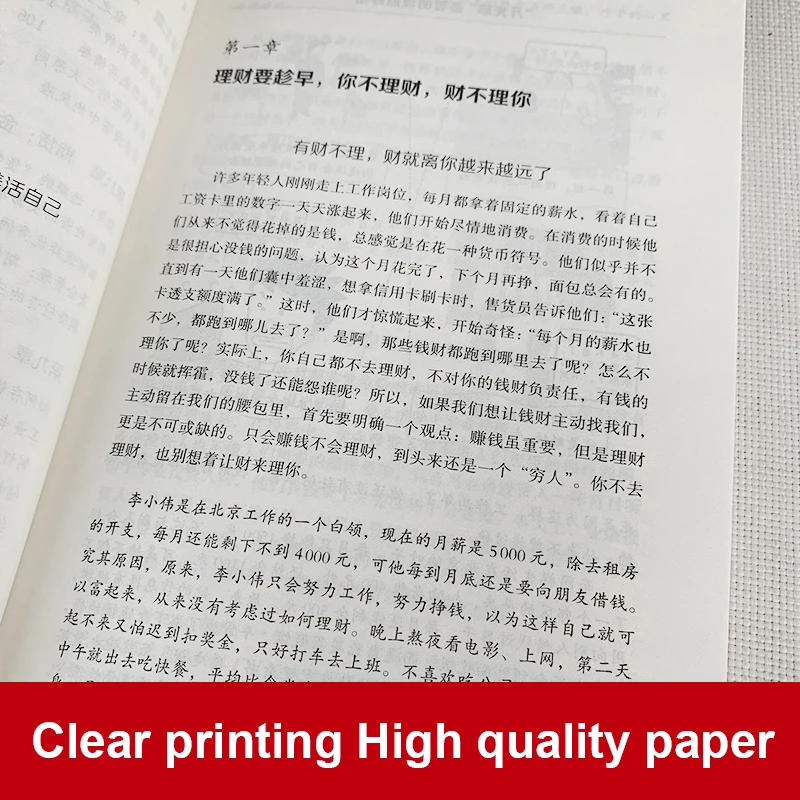 第一章
理财要趁早，你不理财，财不理你
有财不理，财就离你越来越远了
许多年轻人刚刚走上工作岗位，每月都拿着固定的薪水，看着自己
工资卡里的数字一天天涨起来，他们开始尽情地消费。在消费的时候他
们从来不觉得花掉的是钱，总感觉是在花一种货币符号。他们似乎并不
是很担心没钱的问题，认为这个月花完了，下个月再挣，面包总会有的。
直到有一天他们囊中羞涩，想拿信用卡刷卡时，售货员告诉他们：“这张
卡透支额度满了。”这时，他们才惊慌起来，开始奇怪：“每个月的薪水也
不少，都跑到哪儿去了？”是啊，那些钱财都跑到哪里去了呢？怎么不
理你了呢？实际上，你自己都不去理财，不对你的钱财负责任，有钱的
时候就挥霍，没钱了还能怨谁呢？所以，如果我们想让钱财主动找我们，
主动留在我们的腰包里，首先要明确一个观点：赚钱虽重要，但是理财
更是不可或缺的。只会赚钱不会理财，到头来还是一个“穷人”。你不去
理财，也别想着让财来理你。
李小伟是在北京工作的一个白领，现在的月薪是5000元，除去租房
的开支，每月还能剩下不到4000元，可他每到月底还是要向朋友借钱。
究其原因，原来，李小伟只会努力工作，努力挣钱，以为这样自己就可
以富起来，从来没有考虑过如何理财。晚上熬夜看电影、上网，第二天
起不来又怕迟到扣奖金，只好打车去上班。不喜欢吃公
中午就出去吃快餐，平均比
活自己
Clear printing High quality paper